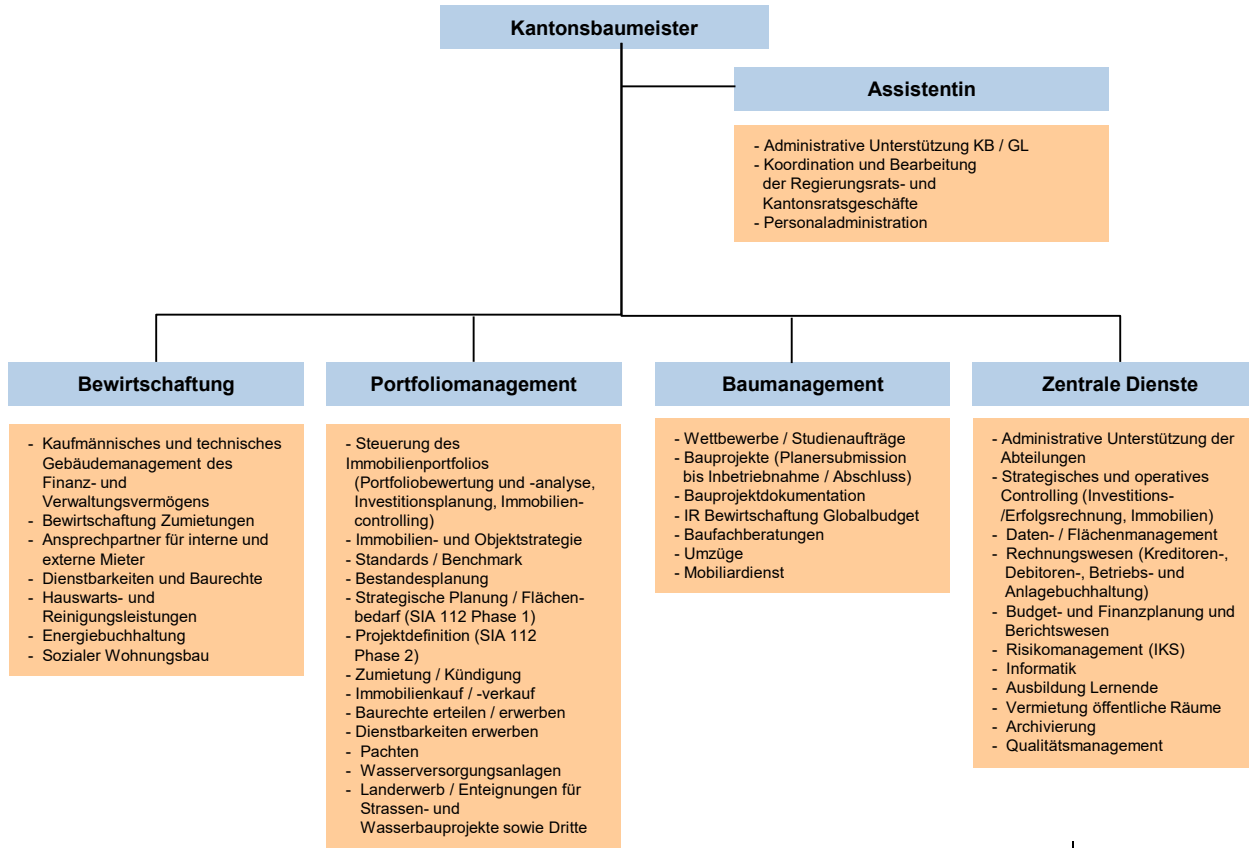 Kantonsbaumeister
Assistentin
- Administrative Unterstützung KB / GL
- Koordination und Bearbeitung
der Regierungsrats- und
Kantonsratsgeschäfte
- Personaladministration
Bewirtschaftung
- Kaufmännisches und technisches
Gebäudemanagement des
Finanz- und
Verwaltungsvermögens
- Bewirtschaftung Zumietungen
- Ansprechpartner für interne und
externe Mieter
- Dienstbarkeiten und Baurechte
- Hauswarts- und
Reinigungsleistungen
- Energiebuchhaltung
- Sozialer Wohnungsbau
Portfoliomanagement
- Steuerung des
Immobilienportfolios
(Portfoliobewertung und -analyse,
Investitionsplanung, Immobilien-
controlling)
- Immobilien- und Objektstrategie
- Standards / Benchmark
- Bestandesplanung
- Strategische Planung / Flächen-
bedarf (SIA 112 Phase 1)
- Projektdefinition (SIA 112
Phase 2)
- Zumietung / Kündigung
- Immobilienkauf / -verkauf
- Baurechte erteilen / erwerben
- Dienstbarkeiten erwerben
- Pachten
- Wasserversorgungsanlagen
- Landerwerb / Enteignungen für
Strassen- und
Wasserbauprojekte sowie Dritte
Baumanagement
- Wettbewerbe / Studienaufträge
- Bauprojekte (Planersubmission
bis Inbetriebnahme / Abschluss)
- Bauprojektdokumentation
- IR Bewirtschaftung Globalbudget
- Baufachberatungen
- Umzüge
- Mobiliardienst
Zentrale Dienste
- Administrative Unterstützung der
Abteilungen
- Strategisches und operatives
Controlling (Investitions-
/Erfolgsrechnung, Immobilien)
- Daten- / Flächenmanagement
- Rechnungswesen (Kreditoren-,
Debitoren-, Betriebs- und
Anlagebuchhaltung)
- Budget- und Finanzplanung und
Berichtswesen
- Risikomanagement (IKS)
- Informatik
- Ausbildung Lernende
- Vermietung öffentliche Räume
- Archivierung
- Qualitätsmanagement